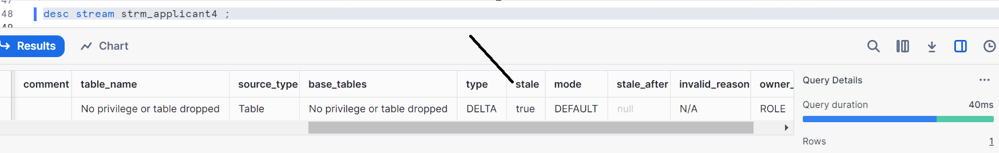 48 desc stream strm_applicant4 ;
Results Chart
comment table_name source_type base_tables type stale mode stale_after invalid_reason owner_
No privilege or table dropped Table No privilege or table dropped DELTA true DEFAULT null N/A ROLE
Query Details ...
Query duration 40ms
Rows 1